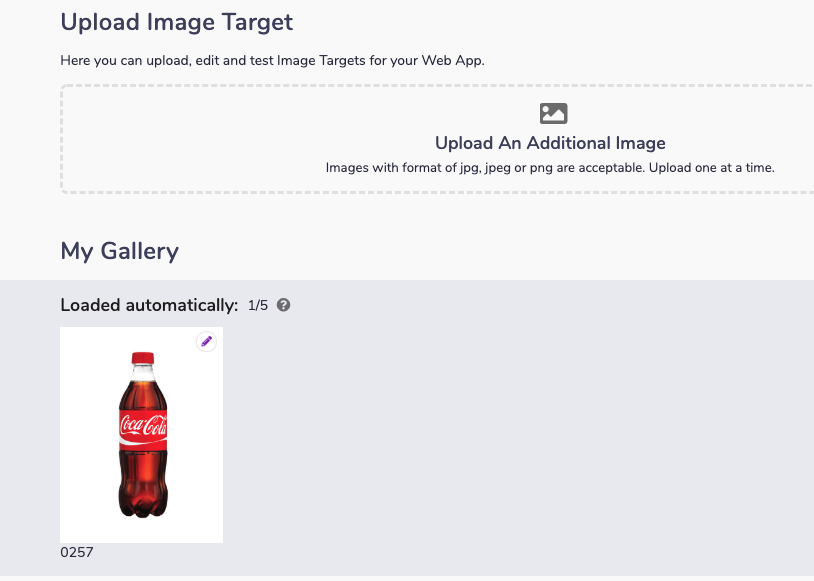 Upload Image Target
Here you can upload, edit and test Image Targets for your Web App.
Upload An Additional Image
Images with format of jpg, jpeg or png are acceptable. Upload one at a time.
My Gallery
Loaded automatically: 1/5 ?
Coca-Cola
0257